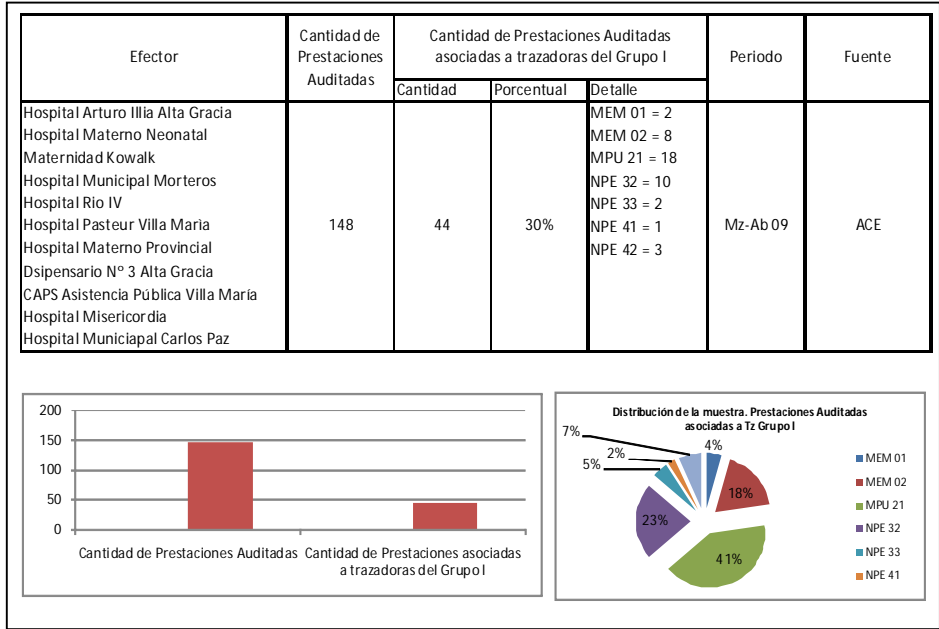 Efector
Cantidad de
Prestaciones
Auditadas
Cantidad de Prestaciones Auditadas
asociadas a trazadoras del Grupo I
Periodo
Fuente
Cantidad
Porcentual
Detalle
Hospital Arturo Illia Alta Gracia
Hospital Materno Neonatal
Maternidad Kowalk
Hospital Municipal Morteros
Hospital Rio IV
Hospital Pasteur Villa Marìa
Hospital Materno Provincial
Dsipensario Nº 3 Alta Gracia
CAPS Asistencia Pública Villa María
Hospital Misericordia
Hospital Municiapal Carlos Paz
148
44
30%
MEM 01 = 2
MEM 02 = 8
MPU 21 = 18
NPE 32 = 10
NPE 33 = 2
NPE 41 = 1
NPE 42 = 3
Mz-Ab 09
ACE
200
150
100
50
0
Cantidad de Prestaciones Auditadas
Cantidad de Prestaciones asociadas
a trazadoras del Grupo I
Distribución de la muestra. Prestaciones Auditadas
asociadas a Tz Grupo I
7%
4%
2%
5%
18%
23%
41%
MEM 01
MEM 02
MPU 21
NPE 32
NPE 33
NPE 41